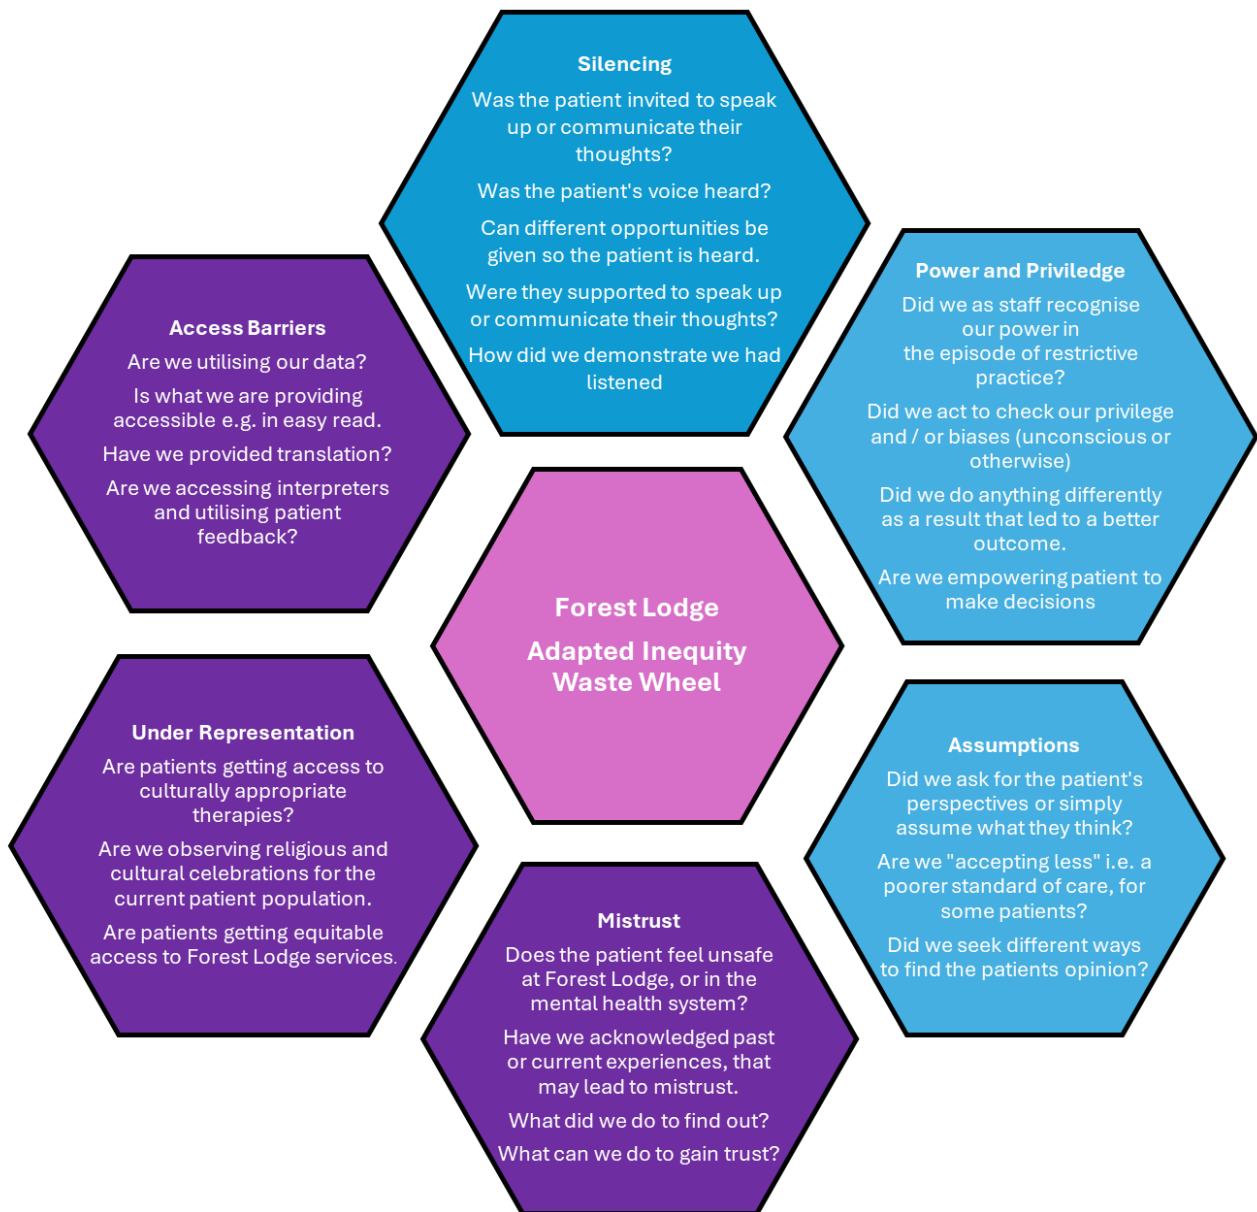 Silencing
Was the patient invited to speak
up or communicate their
thoughts?
Was the patient's voice heard?
Can different opportunities be
given so the patient is heard.
Were they supported to speak up
or communicate their thoughts?
How did we demonstrate we had
listened
Power and Priviledge
Did we as staff recognise
our power in
the episode of restrictive
practice?
Did we act to check our privilege
and / or biases (unconscious or
otherwise)
Did we do anything differently
as a result that led to a better
outcome.
Are we empowering patient to
make decisions
Assumptions
Did we ask for the patient's
perspectives or simply
assume what they think?
Are we "accepting less" i.e. a
poorer standard of care, for
some patients?
Did we seek different ways
to find the patients opinion?
Mistrust
Does the patient feel unsafe
at Forest Lodge, or in the
mental health system?
Have we acknowledged past
or current experiences, that
may lead to mistrust.
What did we do to find out?
What can we do to gain trust?
Under Representation
Are patients getting access to
culturally appropriate
therapies?
Are we observing religious and
cultural celebrations for the
current patient population.
Are patients getting equitable
access to Forest Lodge services.
Access Barriers
Are we utilising our data?
Is what we are providing
accessible e.g. in easy read.
Have we provided translation?
Are we accessing interpreters
and utilising patient
feedback?
Forest Lodge
Adapted Inequity
Waste Wheel